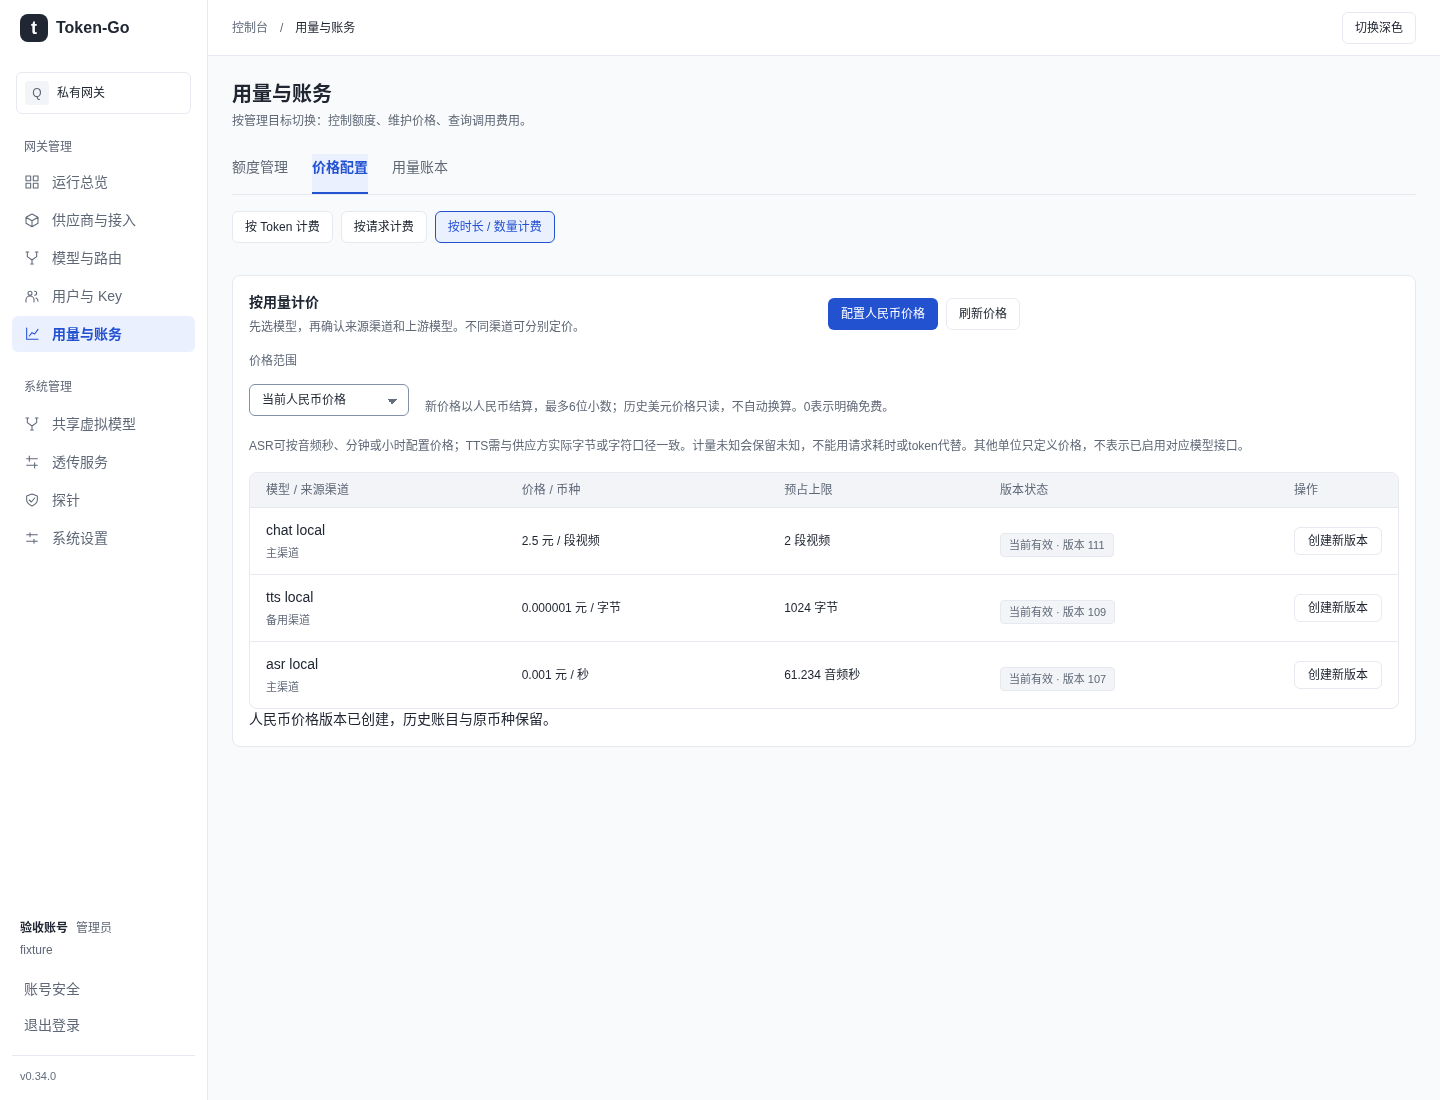 t Token-Go
Q 私有网关
网关管理
运行总览
供应商与接入
模型与路由
用户与 Key
用量与账务
系统管理
共享虚拟模型
透传服务
探针
系统设置
验收账号 管理员
fixture
账号安全
退出登录
v0.34.0
控制台 / 用量与账务
切换深色
用量与账务
按管理目标切换：控制额度、维护价格、查询调用费用。
额度管理 价格配置 用量账本
按 Token 计费 按请求计费 按时长 / 数量计费
按用量计价
先选模型，再确认来源渠道和上游模型。不同渠道可分别定价。
配置人民币价格 刷新价格
价格范围
当前人民币价格 新价格以人民币结算，最多6位小数；历史美元价格只读，不自动换算。0表示明确免费。
ASR可按音频秒、分钟或小时配置价格；TTS需与供应方实际字节或字符口径一致。计量未知会保留未知，不能用请求耗时或token代替。其他单位只定义价格，不表示已启用对应模型接口。
模型 / 来源渠道 价格 / 币种 预占上限 版本状态 操作
chat local
主渠道
2.5 元 / 段视频 2 段视频 当前有效 · 版本 111 创建新版本
tts local
备用渠道
0.000001 元 / 字节 1024 字节 当前有效 · 版本 109 创建新版本
asr local
主渠道
0.001 元 / 秒 61.234 音频秒 当前有效 · 版本 107 创建新版本
人民币价格版本已创建，历史账目与原币种保留。